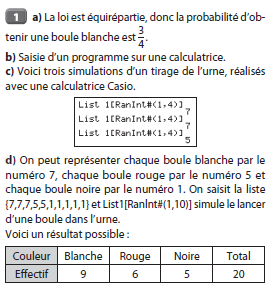 1 a) La loi est équirépartie, donc la probabilité d'ob-
tenir une boule blanche est 3/4.
b) Saisie d'un programme sur une calculatrice.
c) Voici trois simulations d'un tirage de l'urne, réalisés
avec une calculatrice Casio.
List 1[RanInt#(1,4)]
7
List 1[RanInt#(1,4)]
7
List 1[RanInt#(1,4)]
5
d) On peut représenter chaque boule blanche par le
numéro 7, chaque boule rouge par le numéro 5 et
chaque boule noire par le numéro 1. On saisit la liste
{7,7,7,5,5,1,1,1,1,1} et List1[RanInt#(1,10)] simule le lancer
d'une boule dans l'urne.
Voici un résultat possible :
Couleur Blanche Rouge Noire Total
Effectif 9 6 5 20